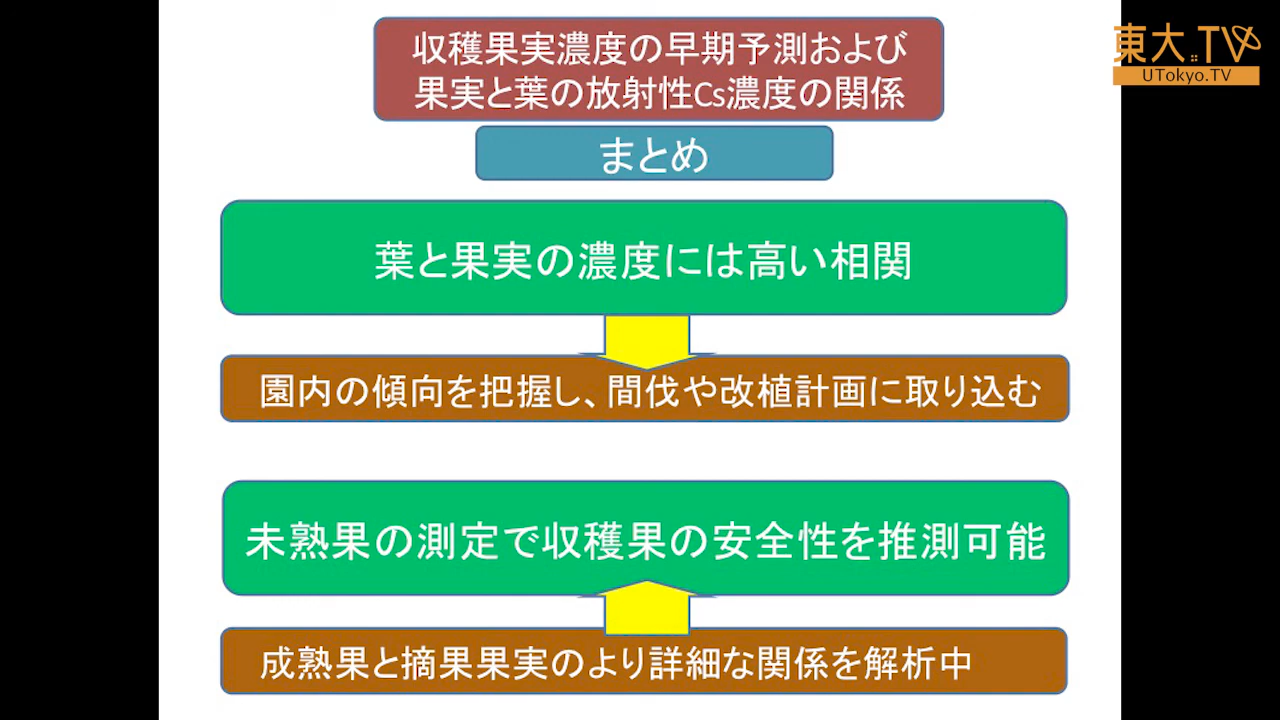 収穫果実濃度の早期予測および
果実と葉の放射性Cs濃度の関係
東大TV
UTokyo.TV
まとめ
葉と果実の濃度には高い相関
園内の傾向を把握し、間伐や改植計画に取り込む
未熟果の測定で収穫果の安全性を推測可能
成熟果と摘果果実のより詳細な関係を解析中